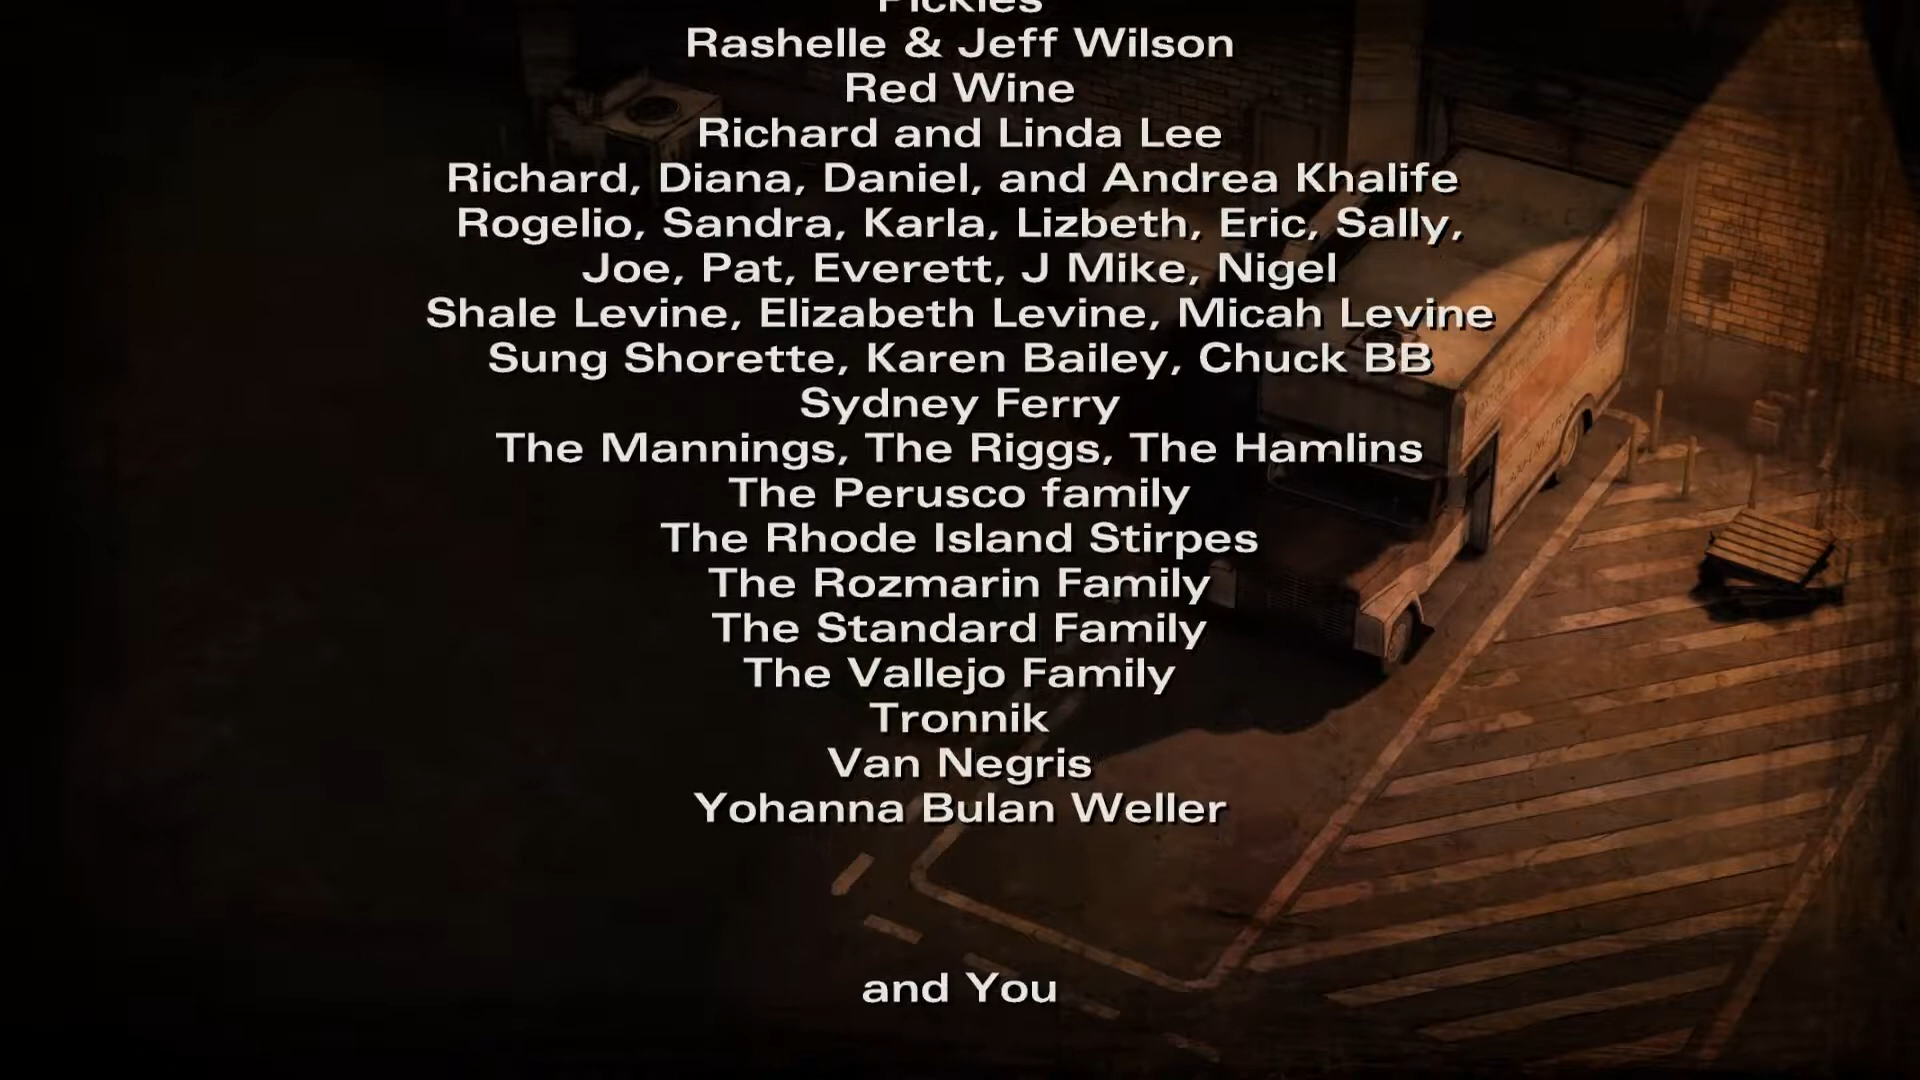 Pickles
Rashelle & Jeff Wilson
Red Wine
Richard and Linda Lee
Richard, Diana, Daniel, and Andrea Khalife
Rogelio, Sandra, Karla, Lizbeth, Eric, Sally,
Joe, Pat, Everett, J Mike, Nigel
Shale Levine, Elizabeth Levine, Micah Levine
Sung Shorette, Karen Bailey, Chuck BB
Sydney Ferry
The Mannings, The Riggs, The Hamlins
The Perusco family
The Rhode Island Stirpes
The Rozmarin Family
The Standard Family
The Vallejo Family
Tronnik
Van Negris
Yohanna Bulan Weller
and You